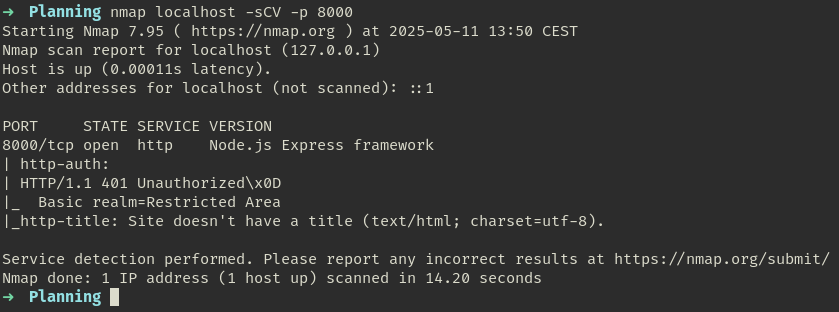 → Planning nmap localhost -sCV -p 8000
Starting Nmap 7.95 ( https://nmap.org ) at 2025-05-11 13:50 CEST
Nmap scan report for localhost (127.0.0.1)
Host is up (0.00011s latency).
Other addresses for localhost (not scanned): ::1

PORT     STATE SERVICE VERSION
8000/tcp open  http    Node.js Express framework
| http-auth:
| HTTP/1.1 401 Unauthorized\x0D
|_  Basic realm=Restricted Area
|_http-title: Site doesn't have a title (text/html; charset=utf-8).

Service detection performed. Please report any incorrect results at https://nmap.org/submit/
Nmap done: 1 IP address (1 host up) scanned in 14.20 seconds
→ Planning